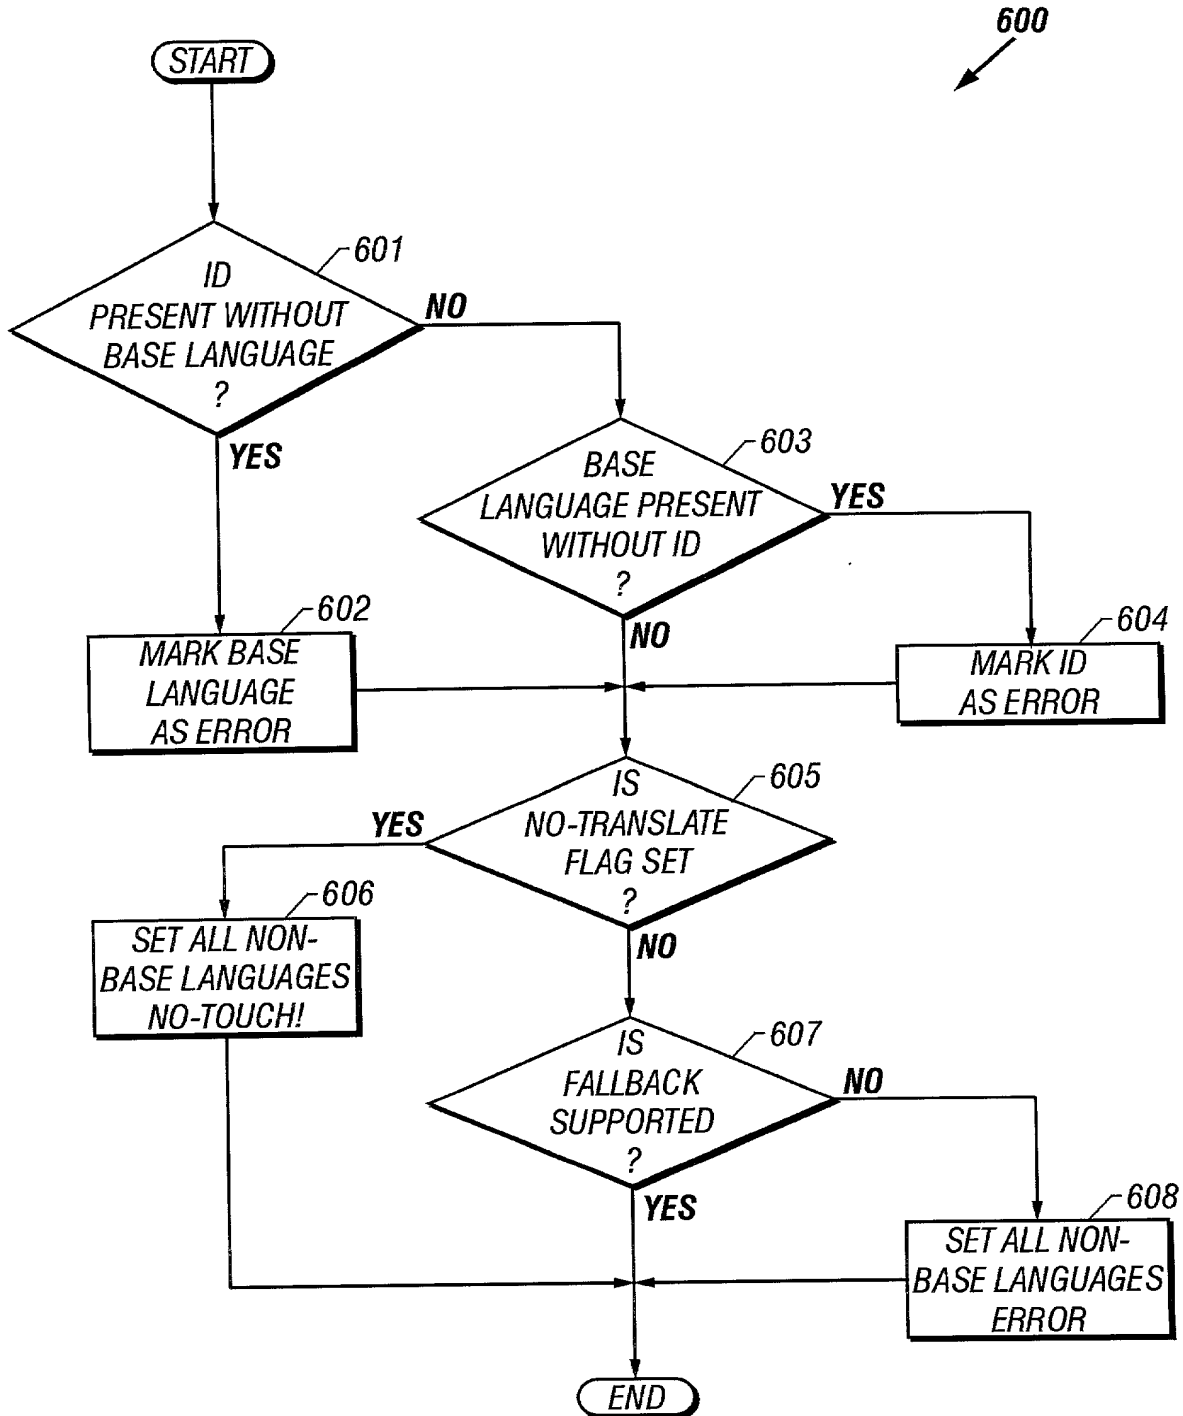 600
START
601
ID
PRESENT WITHOUT
BASE LANGUAGE
?
NO
YES
603
BASE
LANGUAGE PRESENT
WITHOUT ID
?
YES
NO
602
MARK BASE
LANGUAGE
AS ERROR
604
MARK ID
AS ERROR
605
IS
NO-TRANSLATE
FLAG SET
?
YES
NO
606
SET ALL NON-
BASE LANGUAGES
NO-TOUCH!
607
IS
FALLBACK
SUPPORTED
?
NO
YES
608
SET ALL NON-
BASE LANGUAGES
ERROR
END